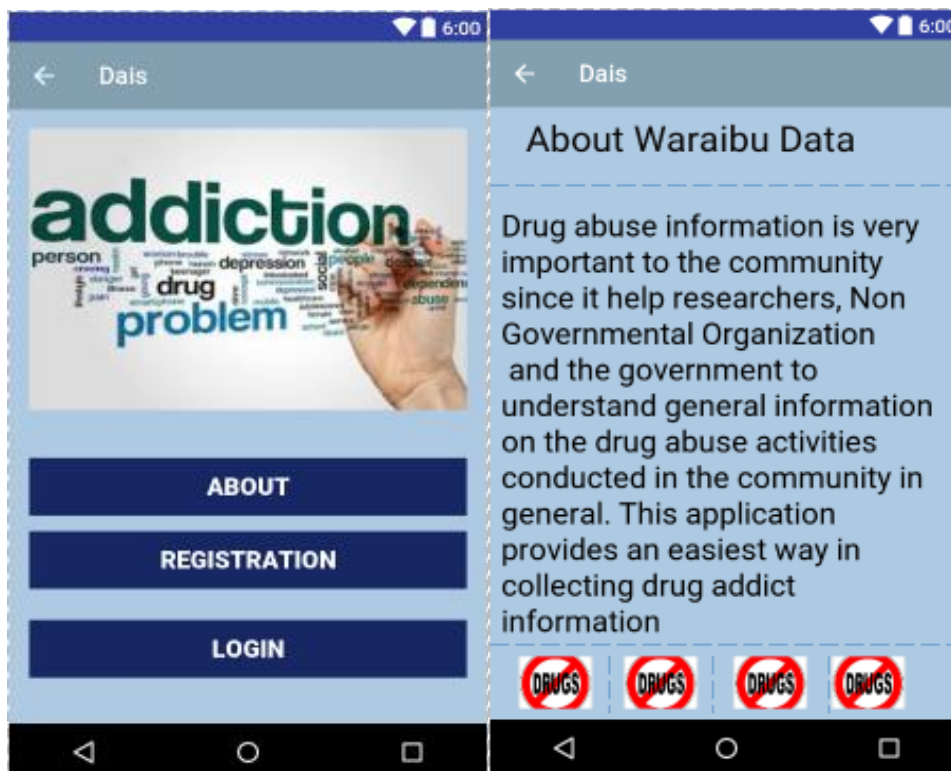 6:00
Dais
addiction
person
depression
social
people
drug
dependence
abuse
problem
ABOUT
REGISTRATION
LOGIN
6:00
Dais
About Waraibu Data
Drug abuse information is very
important to the community
since it help researchers, Non
Governmental Organization
and the government to
understand general information
on the drug abuse activities
conducted in the community in
general. This application
provides an easiest way in
collecting drug addict
information
DRUGS DRUGS DRUGS DRUGS